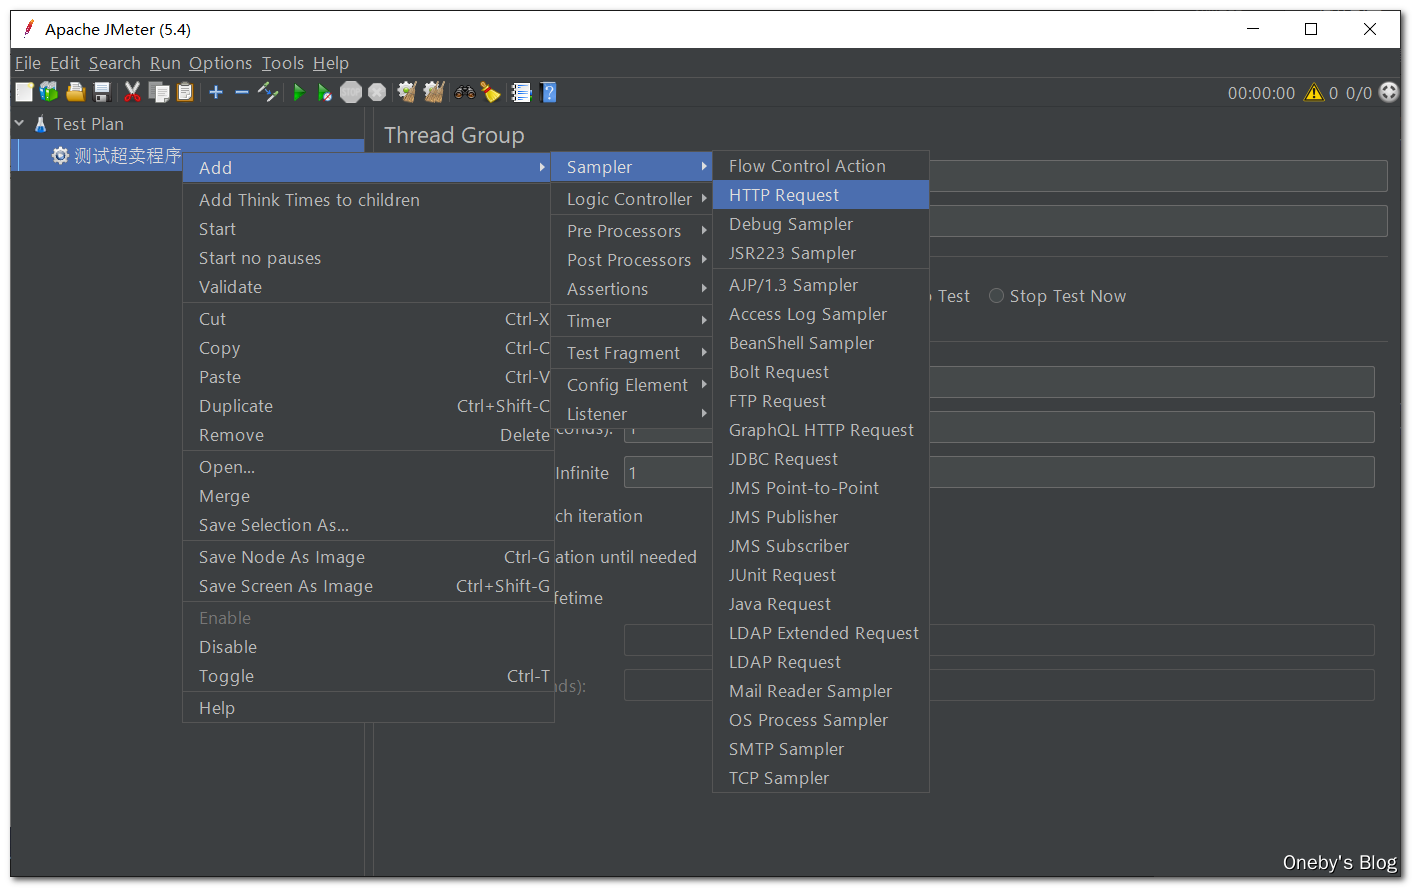 Apache JMeter (5.4)
File Edit Search Run Options Tools Help
00:00:00 0 0/0
Test Plan
测试超卖程序
Thread Group
Add
Add Think Times to children
Start
Start no pauses
Validate
Cut Ctrl-X
Copy Ctrl-C
Paste Ctrl-V
Duplicate Ctrl+Shift-C
Remove Delete
Open...
Merge
Save Selection As...
Save Node As Image Ctrl-G
Save Screen As Image Ctrl+Shift-G
Enable
Disable
Toggle Ctrl-T
Help
Sampler
Logic Controller
Pre Processors
Post Processors
Assertions
Timer
Test Fragment
Config Element
Listener
Flow Control Action
HTTP Request
Debug Sampler
JSR223 Sampler
AJP/1.3 Sampler
Access Log Sampler
BeanShell Sampler
Bolt Request
FTP Request
GraphQL HTTP Request
JDBC Request
JMS Point-to-Point
JMS Publisher
JMS Subscriber
JUnit Request
Java Request
LDAP Extended Request
LDAP Request
Mail Reader Sampler
OS Process Sampler
SMTP Sampler
TCP Sampler
Test Stop Test Now
Infinite 1
ch iteration
ation until needed
fetime
nds):
Oneby's Blog